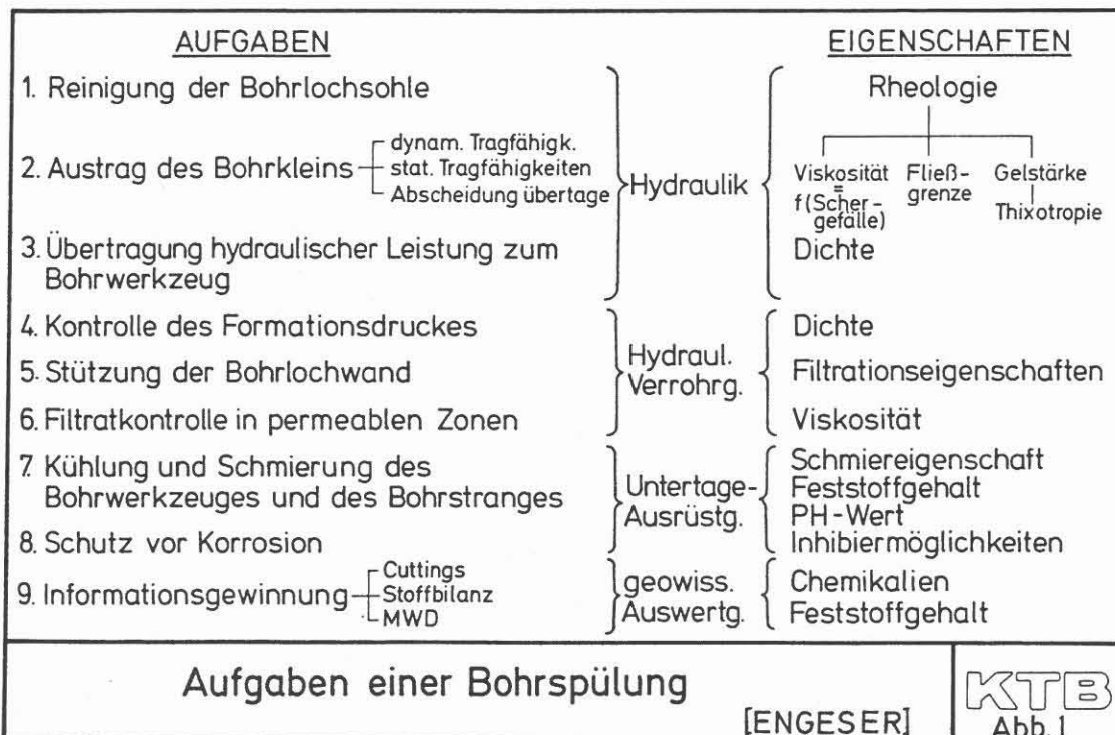 AUFGABEN
1. Reinigung der Bohrlochsohle
2. Austrag des Bohrkleins
dynam. Tragfähigk.
stat. Tragfähigkeiten
Abscheidung übertage
3. Übertragung hydraulischer Leistung zum
Bohrwerkzeug
4. Kontrolle des Formationsdruckes
5. Stützung der Bohrlochwand
6. Filtratkontrolle in permeablen Zonen
7. Kühlung und Schmierung des
Bohrwerkzeuges und des Bohrstranges
8. Schutz vor Korrosion
9. Informationsgewinnung
Cuttings
Stoffbilanz
MWD
Hydraulik
Hydraul.
Verrohrg.
Untertage-
Ausrüstg.
geowiss.
Auswertg.
EIGENSCHAFTEN
Rheologie
Viskosität
=
f(Scher-
gefälle)
Fließ-
grenze
Gelstärke
Thixotropie
Dichte
Dichte
Filtrationseigenschaften
Viskosität
Schmiereigenschaft
Feststoffgehalt
PH-Wert
Inhibiermöglichkeiten
Chemikalien
Feststoffgehalt
Aufgaben einer Bohrspülung
[ENGESER]
KTB
Abb. 1